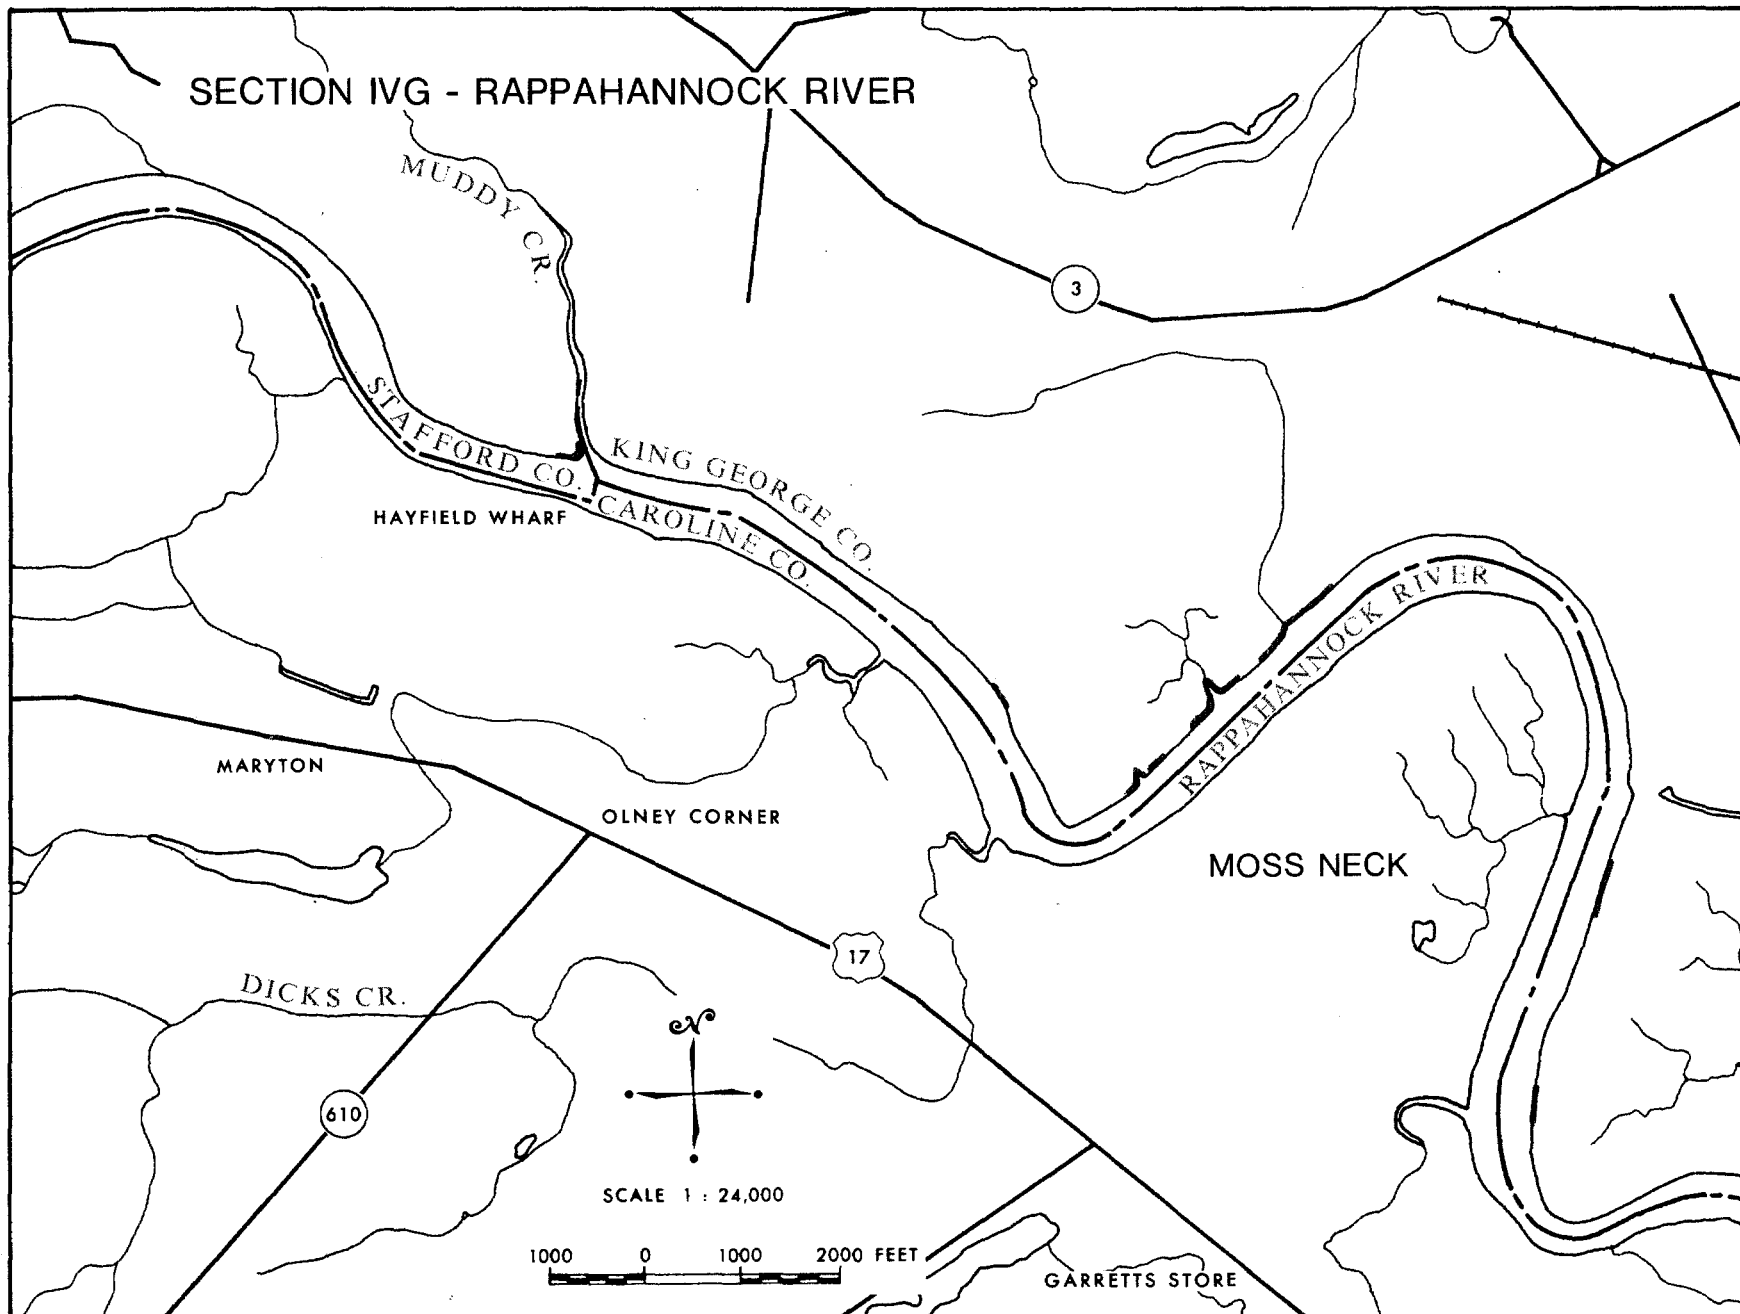 SECTION IVG - RAPPAHANNOCK RIVER
MUDDY CR.
3
STAFFORD CO.
KING GEORGE CO.
HAYFIELD WHARF
CAROLINE CO.
RAPPAHANNOCK RIVER
MARYTON
OLNEY CORNER
MOSS NECK
17
DICKS CR.
N
610
SCALE 1 : 24,000
1000 0 1000 2000 FEET
GARRETTS STORE